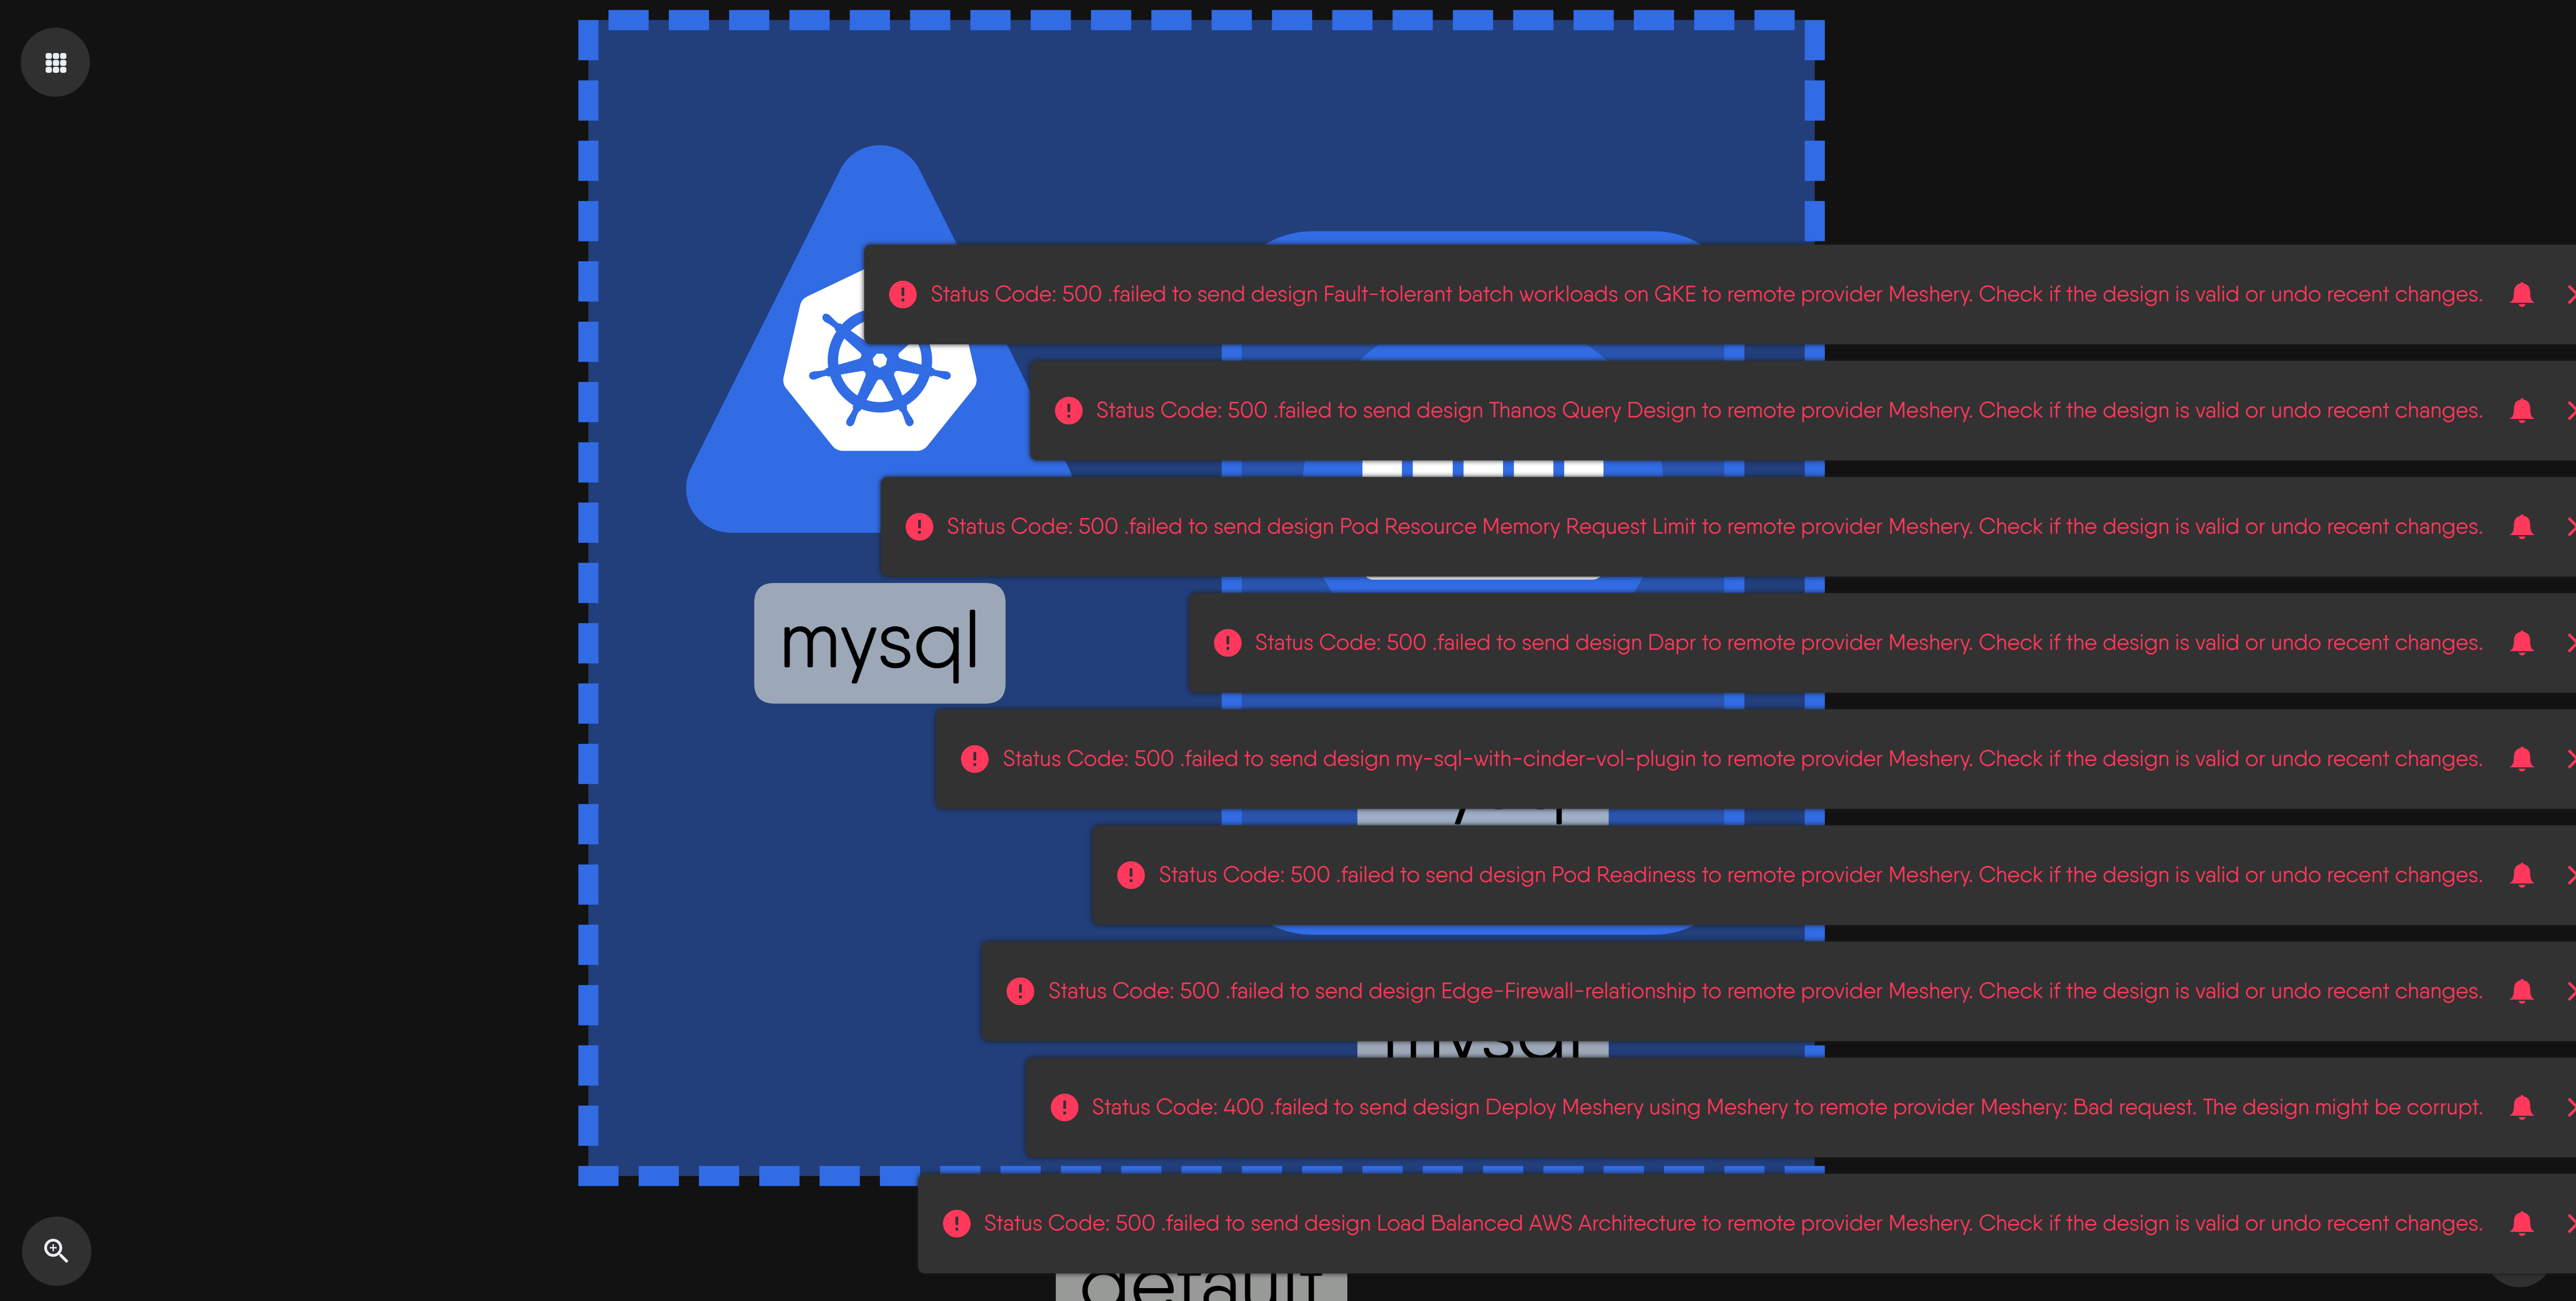 Status Code: 500 .failed to send design Fault-tolerant batch workloads on GKE to remote provider Meshery. Check if the design is valid or undo recent changes.
Status Code: 500 .failed to send design Thanos Query Design to remote provider Meshery. Check if the design is valid or undo recent changes.
Status Code: 500 .failed to send design Pod Resource Memory Request Limit to remote provider Meshery. Check if the design is valid or undo recent changes.
mysql
Status Code: 500 .failed to send design Dapr to remote provider Meshery. Check if the design is valid or undo recent changes.
Status Code: 500 .failed to send design my-sql-with-cinder-vol-plugin to remote provider Meshery. Check if the design is valid or undo recent changes.
Status Code: 500 .failed to send design Pod Readiness to remote provider Meshery. Check if the design is valid or undo recent changes.
Status Code: 500 .failed to send design Edge-Firewall-relationship to remote provider Meshery. Check if the design is valid or undo recent changes.
mysql
Status Code: 400 .failed to send design Deploy Meshery using Meshery to remote provider Meshery: Bad request. The design might be corrupt.
Status Code: 500 .failed to send design Load Balanced AWS Architecture to remote provider Meshery. Check if the design is valid or undo recent changes.
default